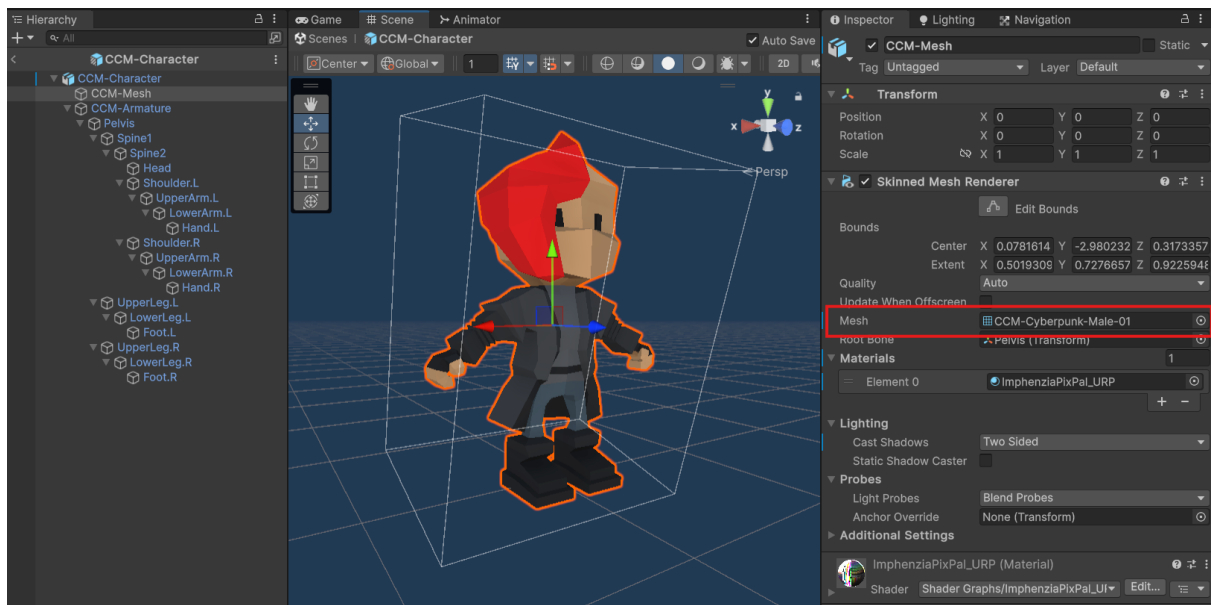 Hierarchy
All
CCM-Character
CCM-Character
CCM-Mesh
CCM-Armature
Pelvis
Spine1
Spine2
Head
Shoulder.L
UpperArm.L
LowerArm.L
Hand.L
Shoulder.R
UpperArm.R
LowerArm.R
Hand.R
UpperLeg.L
LowerLeg.L
Foot.L
UpperLeg.R
LowerLeg.R
Foot.R
Game Scene Animator
Scenes CCM-Character Auto Save
Center Global 1 2D
y
x z
Persp
Inspector Lighting Navigation
CCM-Mesh Static
Tag Untagged Layer Default
Transform
Position X 0 Y 0 Z 0
Rotation X 0 Y 0 Z 0
Scale X 1 Y 1 Z 1
Skinned Mesh Renderer
Edit Bounds
Bounds
Center X 0.0781614 Y -2.980232 Z 0.3173357
Extent X 0.5019309 Y 0.7276657 Z 0.9225948
Quality Auto
Update When Offscreen
Mesh CCM-Cyberpunk-Male-01
Root Bone Pelvis (Transform)
Materials 1
Element 0 ImphenziaPixPal_URP
+ -
Lighting
Cast Shadows Two Sided
Static Shadow Caster
Probes
Light Probes Blend Probes
Anchor Override None (Transform)
Additional Settings
ImphenziaPixPal_URP (Material)
Shader Shader Graphs/ImphenziaPixPal_UI Edit...